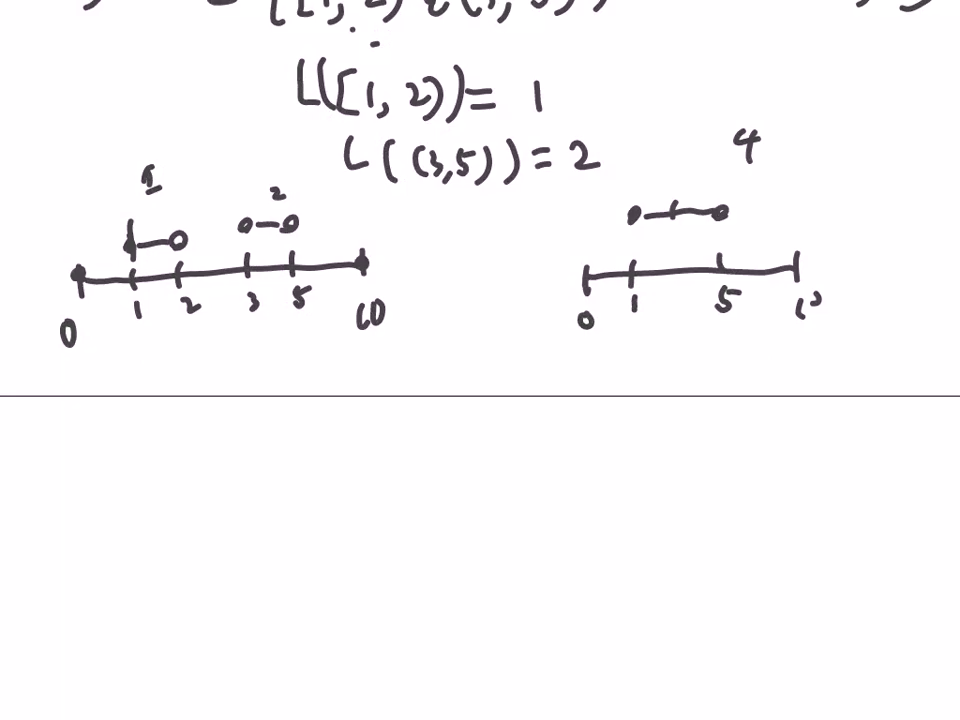 L([1, 2)) = 1
L((3,5)) = 2
4
1
2
0 1 2 3 5 10
0 1 5 10